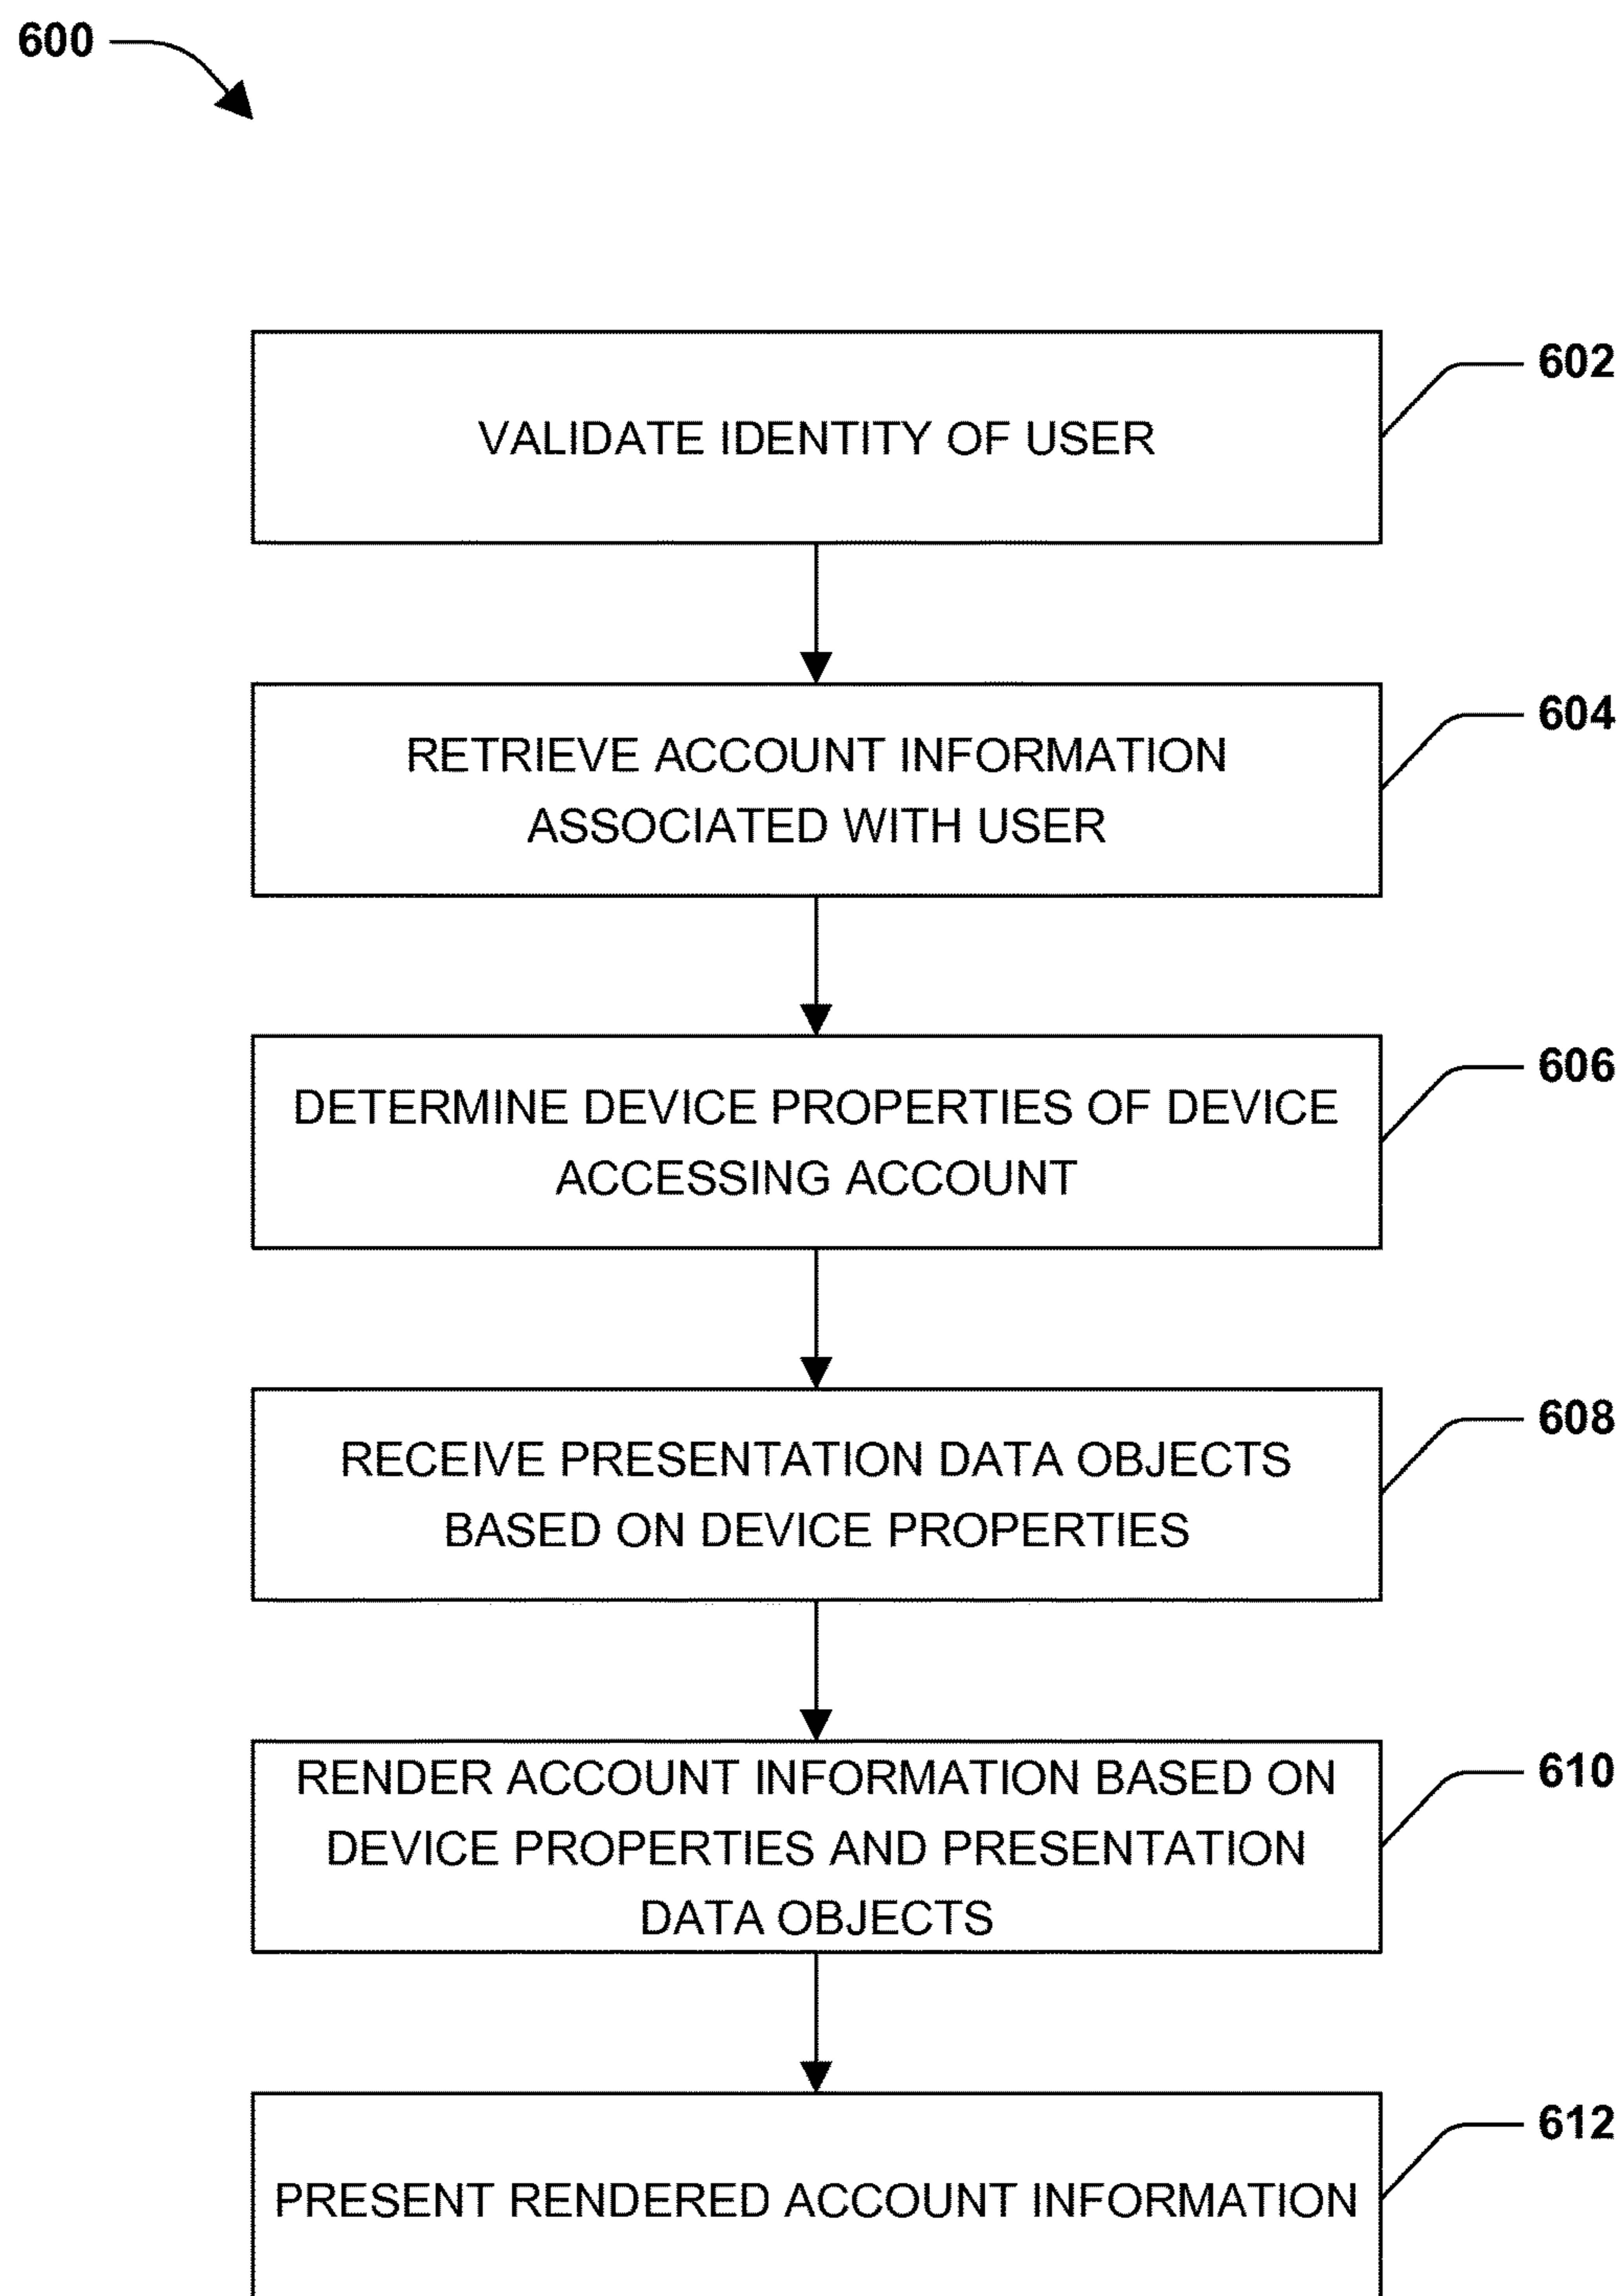 600
602
VALIDATE IDENTITY OF USER
604
RETRIEVE ACCOUNT INFORMATION
ASSOCIATED WITH USER
606
DETERMINE DEVICE PROPERTIES OF DEVICE
ACCESSING ACCOUNT
608
RECEIVE PRESENTATION DATA OBJECTS
BASED ON DEVICE PROPERTIES
610
RENDER ACCOUNT INFORMATION BASED ON
DEVICE PROPERTIES AND PRESENTATION
DATA OBJECTS
612
PRESENT RENDERED ACCOUNT INFORMATION